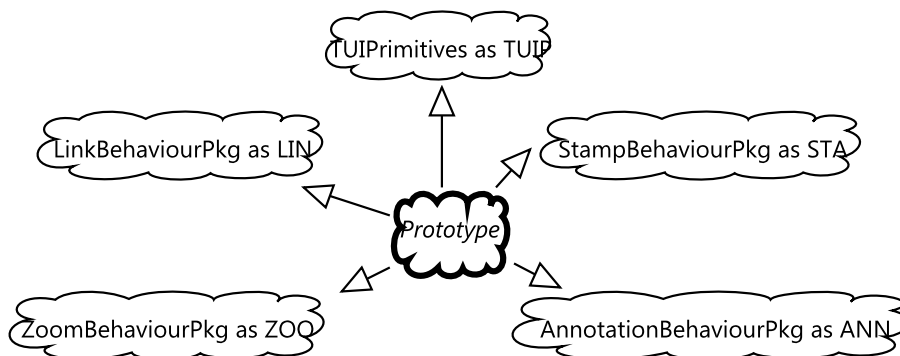 TUIPrimitives as TUIP
LinkBehaviourPkg as LIN
StampBehaviourPkg as STA
Prototype
ZoomBehaviourPkg as ZOO
AnnotationBehaviourPkg as ANN